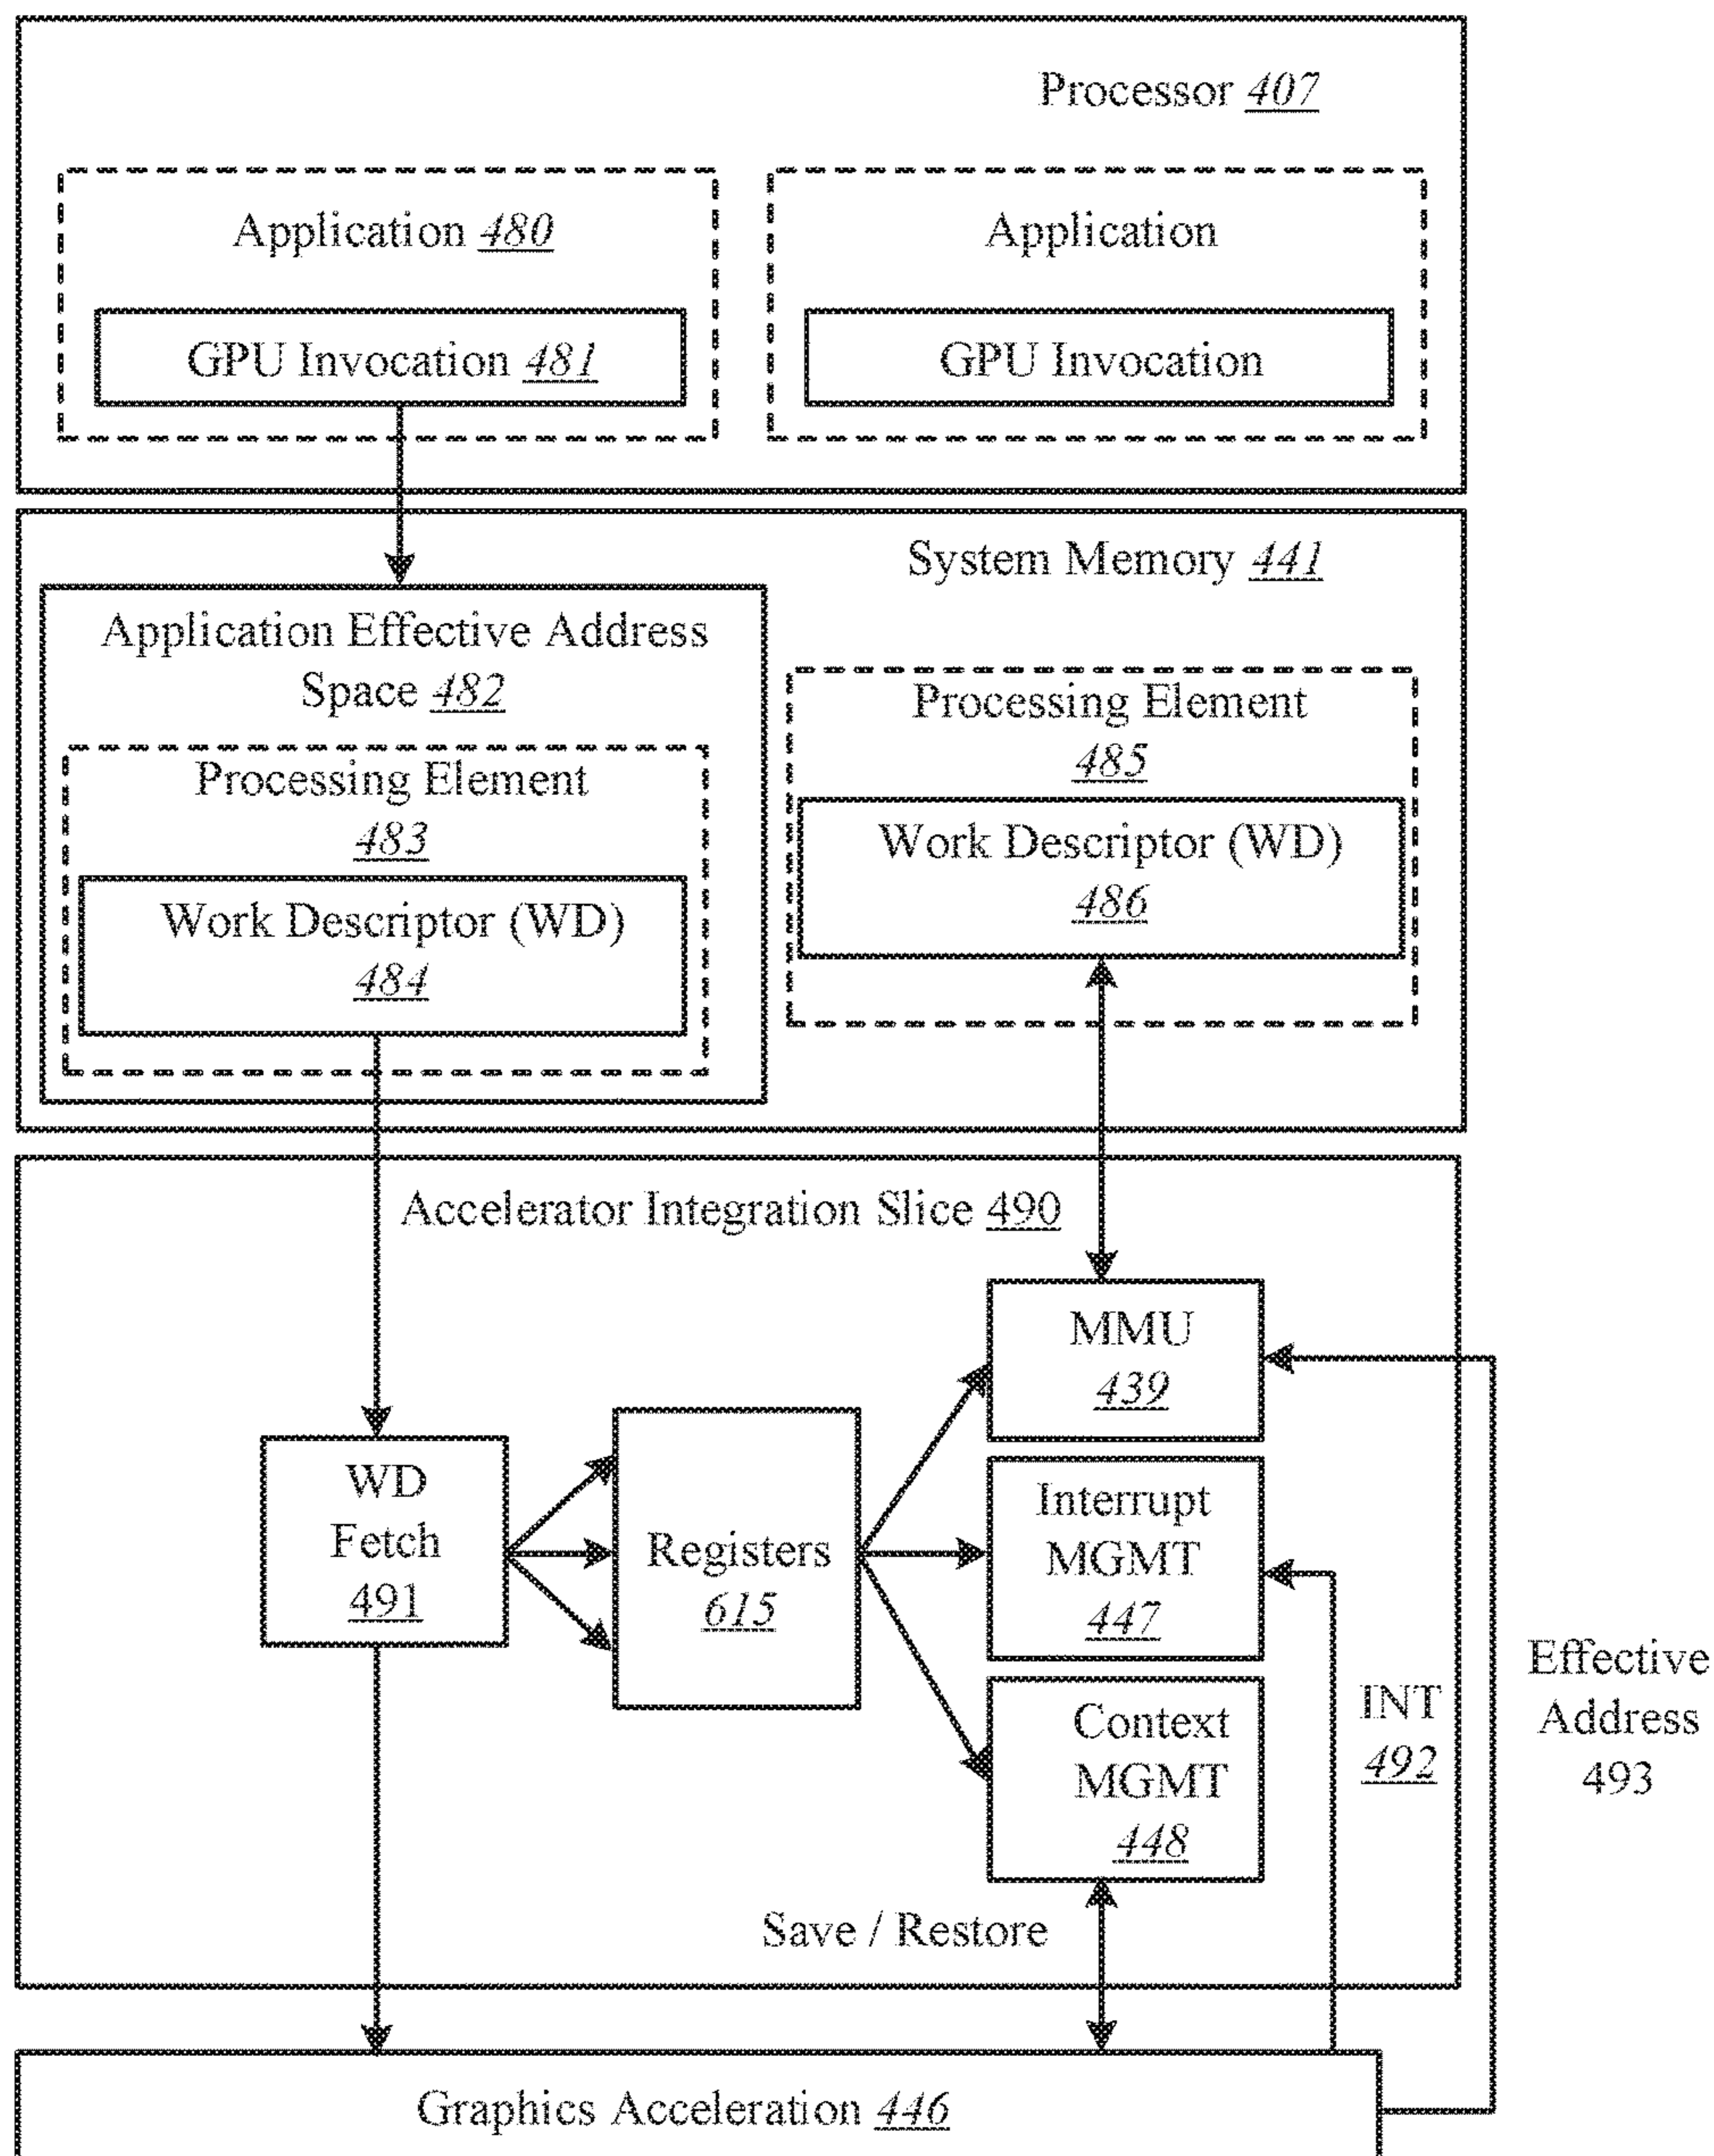 Processor 407
Application 480
Application
GPU Invocation 481
GPU Invocation
System Memory 441
Application Effective Address
Space 482
Processing Element
485
Processing Element
483
Work Descriptor (WD)
486
Work Descriptor (WD)
484
Accelerator Integration Slice 490
MMU
439
WD
Fetch
491
Registers
615
Interrupt
MGMT
447
Context
MGMT
448
INT
492
Effective
Address
493
Save / Restore
Graphics Acceleration 446